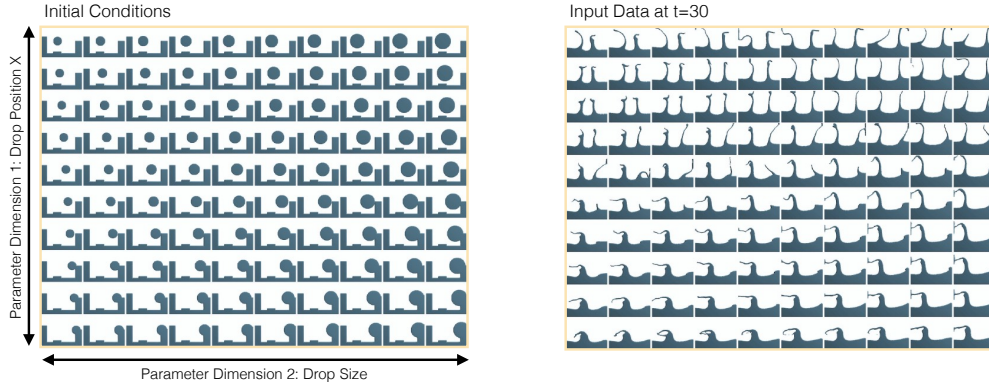 Initial Conditions
Input Data at t=30
Parameter Dimension 1: Drop Position X
Parameter Dimension 2: Drop Size